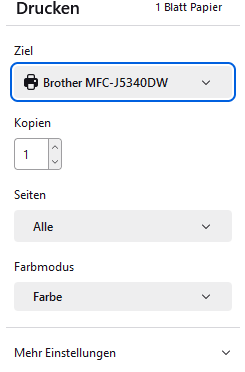 Drucken
1 Blatt Papier
Ziel
Brother MFC-J5340DW
Kopien
1
Seiten
Alle
Farbmodus
Farbe
Mehr Einstellungen